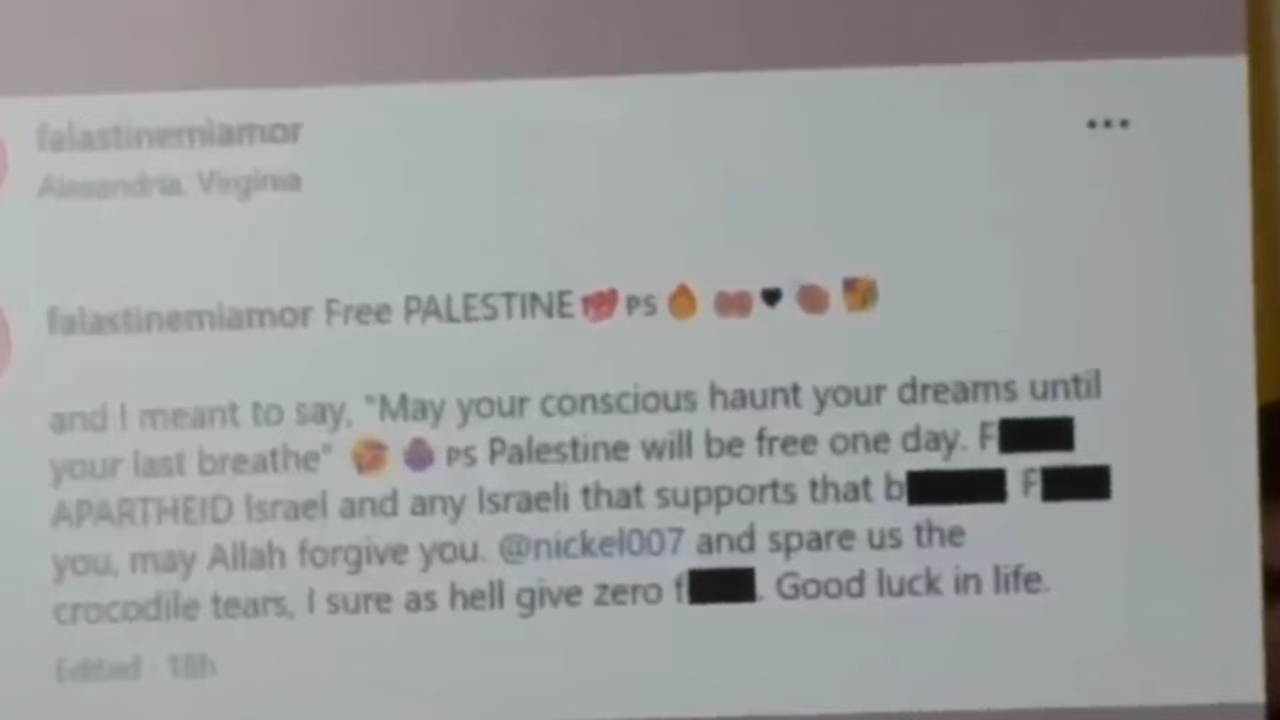 falastinemiamor
Alexandria, Virginia
falastinemiamor Free PALESTINE 💯 PS 🔥 ♥
and I meant to say, "May your conscious haunt your dreams until
your last breathe" PS Palestine will be free one day. F
APARTHEID Israel and any Israeli that supports that b F
you, may Allah forgive you. @nickel007 and spare us the
crocodile tears, I sure as hell give zero f . Good luck in life.
Edited · 18h